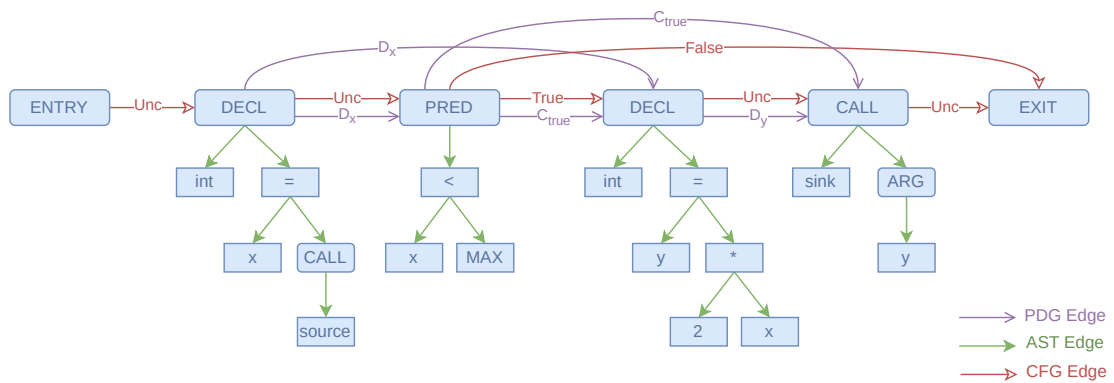 C_true
D_x
False
ENTRY
Unc
DECL
Unc
D_x
PRED
True
C_true
DECL
Unc
D_y
CALL
Unc
EXIT
int
=
<
int
=
sink
ARG
x
CALL
x
MAX
y
*
y
source
2
x
PDG Edge
AST Edge
CFG Edge